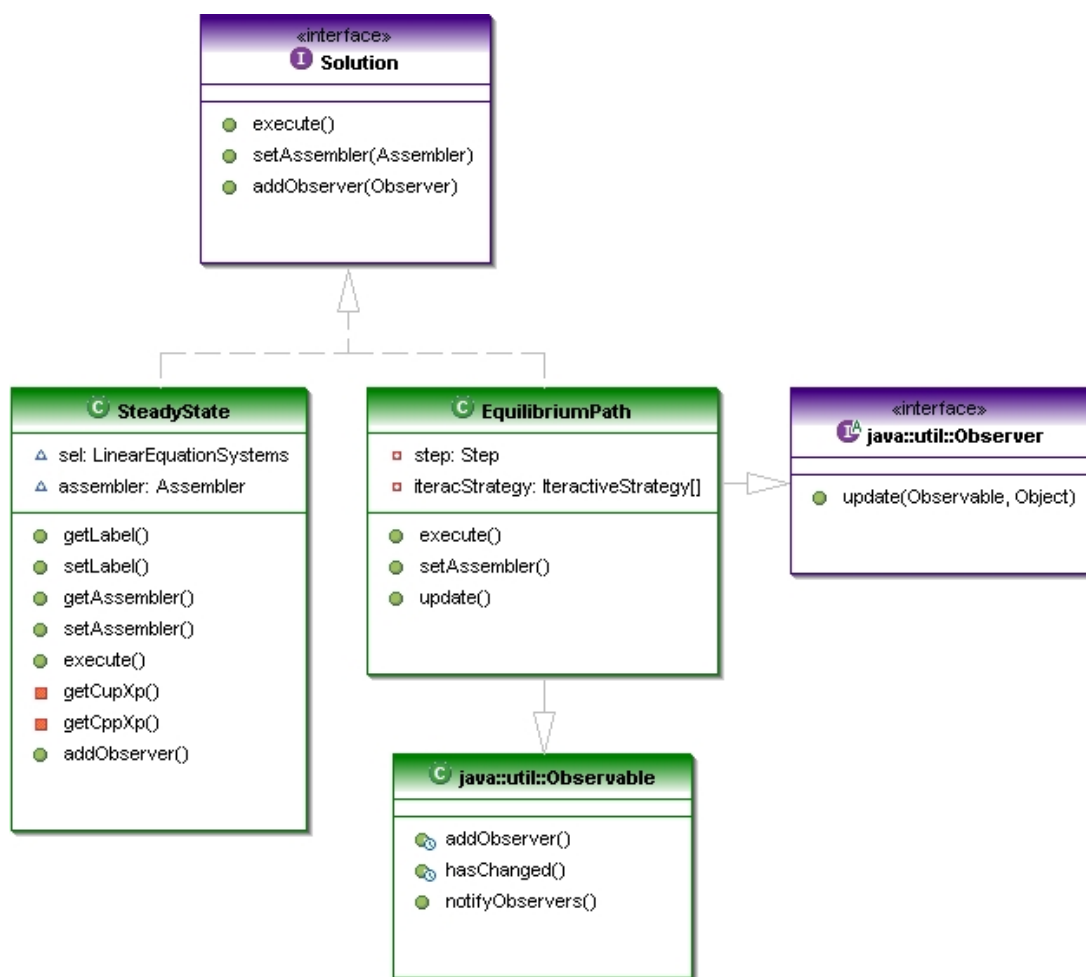 «interface»
I Solution
execute()
setAssembler(Assembler)
addObserver(Observer)
C SteadyState
sel: LinearEquationSystems
assembler: Assembler
getLabel()
setLabel()
getAssembler()
setAssembler()
execute()
getCupXp()
getCppXp()
addObserver()
C EquilibriumPath
step: Step
iteracStrategy: IteractiveStrategy[]
execute()
setAssembler()
update()
«interface»
I A java::util::Observer
update(Observable, Object)
C java::util::Observable
addObserver()
hasChanged()
notifyObservers()